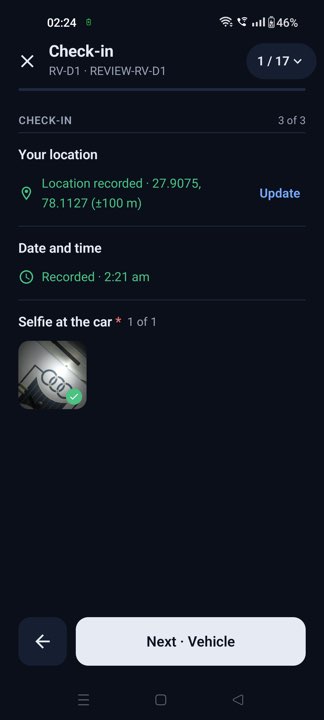 02:24
46%
Check-in
RV-D1 · REVIEW-RV-D1
1 / 17
CHECK-IN
3 of 3
Your location
Location recorded · 27.9075,
78.1127 (±100 m)
Update
Date and time
Recorded · 2:21 am
Selfie at the car * 1 of 1
Next · Vehicle